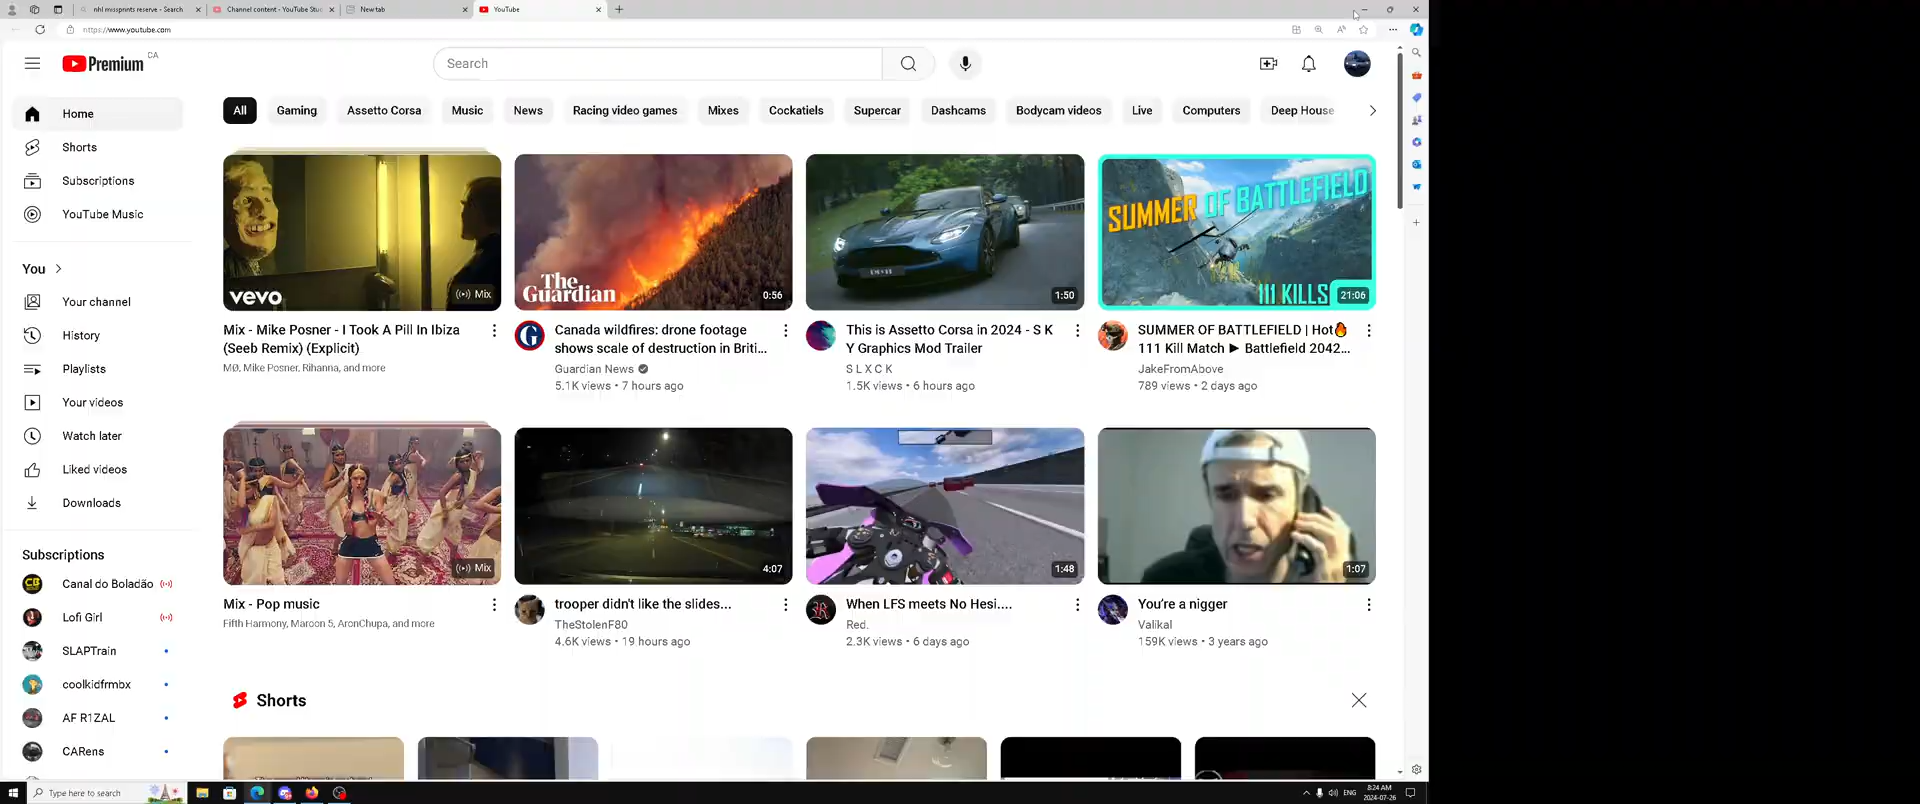 nhl misspnnts reserve - Search
Channel content - YouTube Stu
New tab
YouTube
https://www.youtube.com
Premium CA
Search
Home
Shorts
Subscriptions
YouTube Music
You
Your channel
History
Playlists
Your videos
Watch later
Liked videos
Downloads
Subscriptions
Canal do Boladão
Lofi Girl
SLAPTrain
coolkidfrmbx
AF R1ZAL
CARens
All Gaming Assetto Corsa Music News Racing video games Mixes Cockatiels Supercar Dashcams Bodycam videos Live Computers Deep House
vevo
Mix
Mix - Mike Posner - I Took A Pill In Ibiza
(Seeb Remix) (Explicit)
MØ, Mike Posner, Rihanna, and more
The
Guardian
0:56
Canada wildfires: drone footage
shows scale of destruction in Briti...
Guardian News
5.1K views • 7 hours ago
1:50
This is Assetto Corsa in 2024 - S K
Y Graphics Mod Trailer
S L X C K
1.5K views • 6 hours ago
SUMMER OF BATTLEFIELD
111 KILLS
21:06
SUMMER OF BATTLEFIELD | Hot🔥
111 Kill Match ► Battlefield 2042...
JakeFromAbove
789 views • 2 days ago
Mix
Mix - Pop music
Fifth Harmony, Maroon 5, AronChupa, and more
4:07
trooper didn't like the slides...
TheStolenF80
4.6K views • 19 hours ago
1:48
When LFS meets No Hesi....
Red.
2.3K views • 6 days ago
1:07
You're a nigger
Valikal
159K views • 3 years ago
Shorts
Type here to search
ENG
8:24 AM
2024-07-26